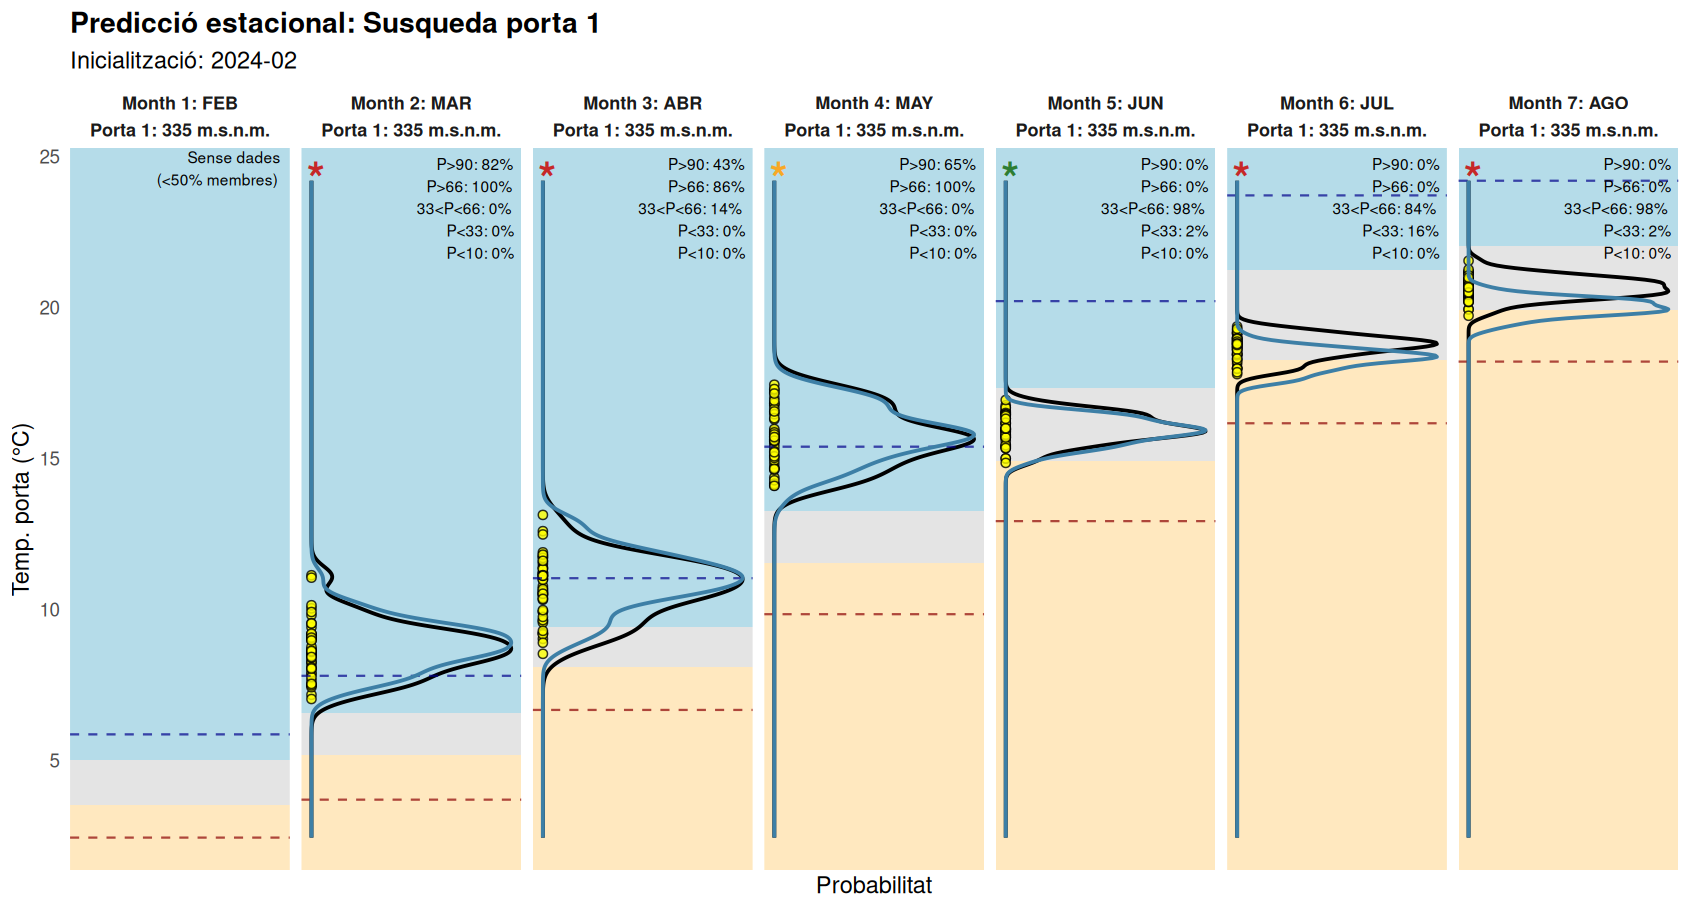 Predicció estacional: Susqueda porta 1
Inicialització: 2024-02
Month 1: FEB
Porta 1: 335 m.s.n.m.
Month 2: MAR
Porta 1: 335 m.s.n.m.
Month 3: ABR
Porta 1: 335 m.s.n.m.
Month 4: MAY
Porta 1: 335 m.s.n.m.
Month 5: JUN
Porta 1: 335 m.s.n.m.
Month 6: JUL
Porta 1: 335 m.s.n.m.
Month 7: AGO
Porta 1: 335 m.s.n.m.
Temp. porta (°C)
25
20
15
10
5
Sense dades
(<50% membres)
*
P>90: 82%
P>66: 100%
33<P<66: 0%
P<33: 0%
P<10: 0%
*
P>90: 43%
P>66: 86%
33<P<66: 14%
P<33: 0%
P<10: 0%
*
P>90: 65%
P>66: 100%
33<P<66: 0%
P<33: 0%
P<10: 0%
*
P>90: 0%
P>66: 0%
33<P<66: 98%
P<33: 2%
P<10: 0%
*
P>90: 0%
P>66: 0%
33<P<66: 84%
P<33: 16%
P<10: 0%
*
P>90: 0%
P>66: 0%
33<P<66: 98%
P<33: 2%
P<10: 0%
Probabilitat